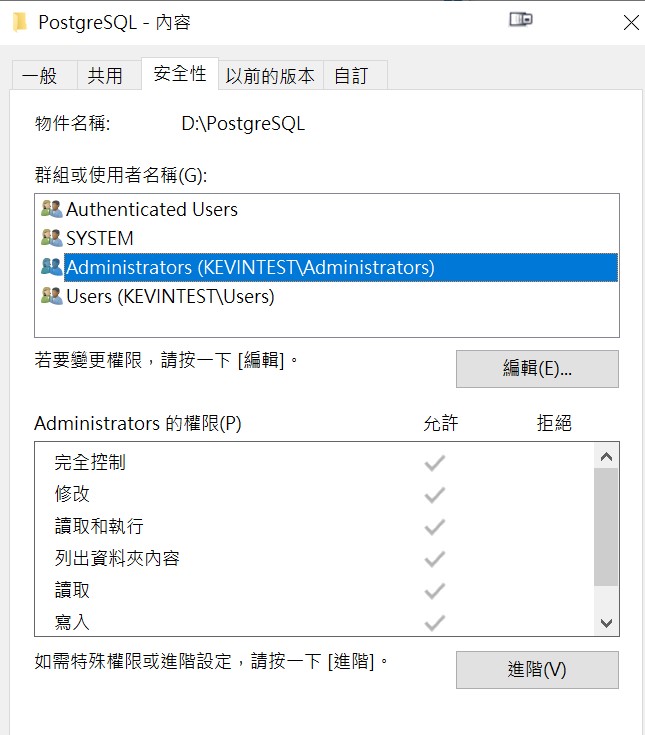 PostgreSQL - 內容
一般 共用 安全性 以前的版本 自訂
物件名稱: D:\PostgreSQL
群組或使用者名稱(G):
Authenticated Users
SYSTEM
Administrators (KEVINTEST\Administrators)
Users (KEVINTEST\Users)
若要變更權限，請按一下 [編輯]。
編輯(E)...
Administrators 的權限(P) 允許 拒絕
完全控制
修改
讀取和執行
列出資料夾內容
讀取
寫入
如需特殊權限或進階設定，請按一下 [進階]。
進階(V)